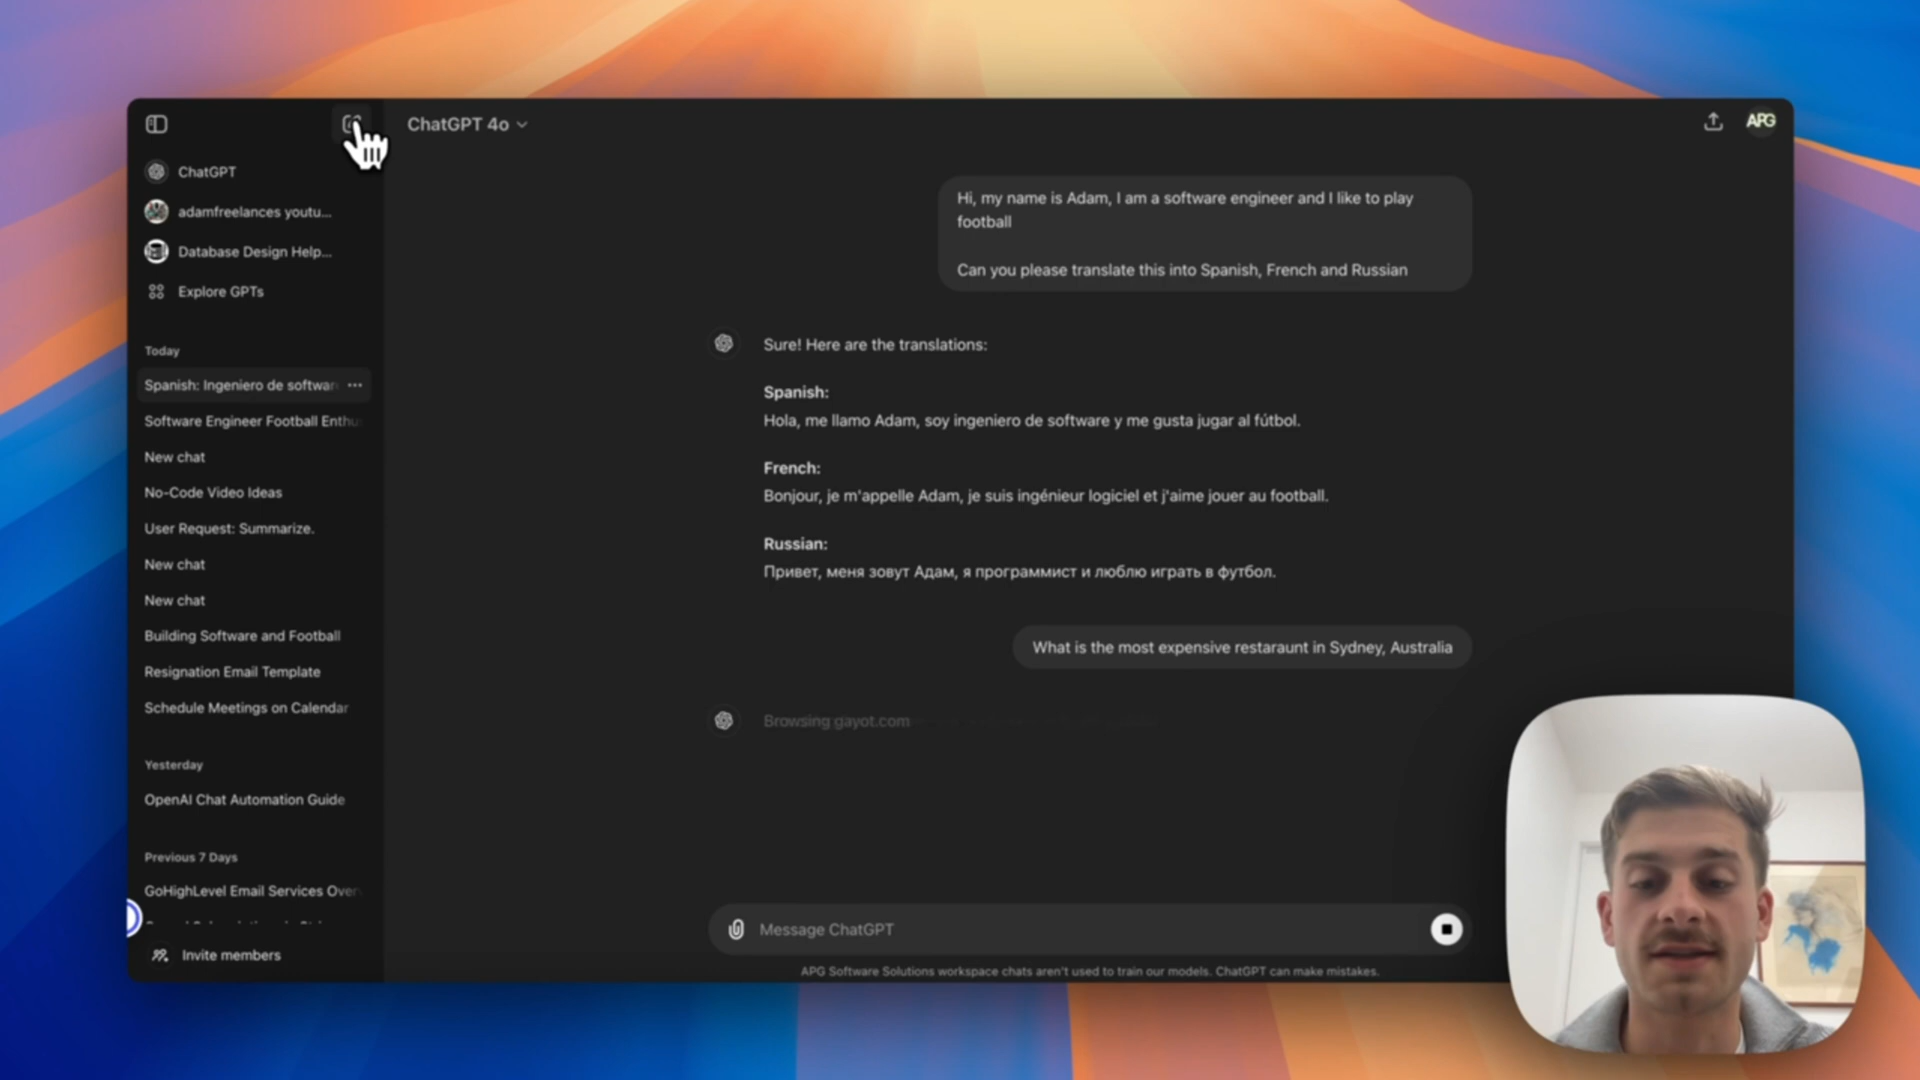 ChatGPT 4o
APG
ChatGPT
adamfreelances youtu...
Database Design Help...
Explore GPTs
Today
Spanish: Ingeniero de softwar
Software Engineer Football Enthu
New chat
No-Code Video Ideas
User Request: Summarize.
New chat
New chat
Building Software and Football
Resignation Email Template
Schedule Meetings on Calendar
Yesterday
OpenAI Chat Automation Guide
Previous 7 Days
GoHighLevel Email Services Over
Invite members
Hi, my name is Adam, I am a software engineer and I like to play
football
Can you please translate this into Spanish, French and Russian
Sure! Here are the translations:
Spanish:
Hola, me llamo Adam, soy ingeniero de software y me gusta jugar al fútbol.
French:
Bonjour, je m'appelle Adam, je suis ingénieur logiciel et j'aime jouer au football.
Russian:
Привет, меня зовут Адам, я программист и люблю играть в футбол.
What is the most expensive restaraunt in Sydney, Australia
Browsing gayot.com
Message ChatGPT
APG Software Solutions workspace chats aren't used to train our models. ChatGPT can make mistakes.